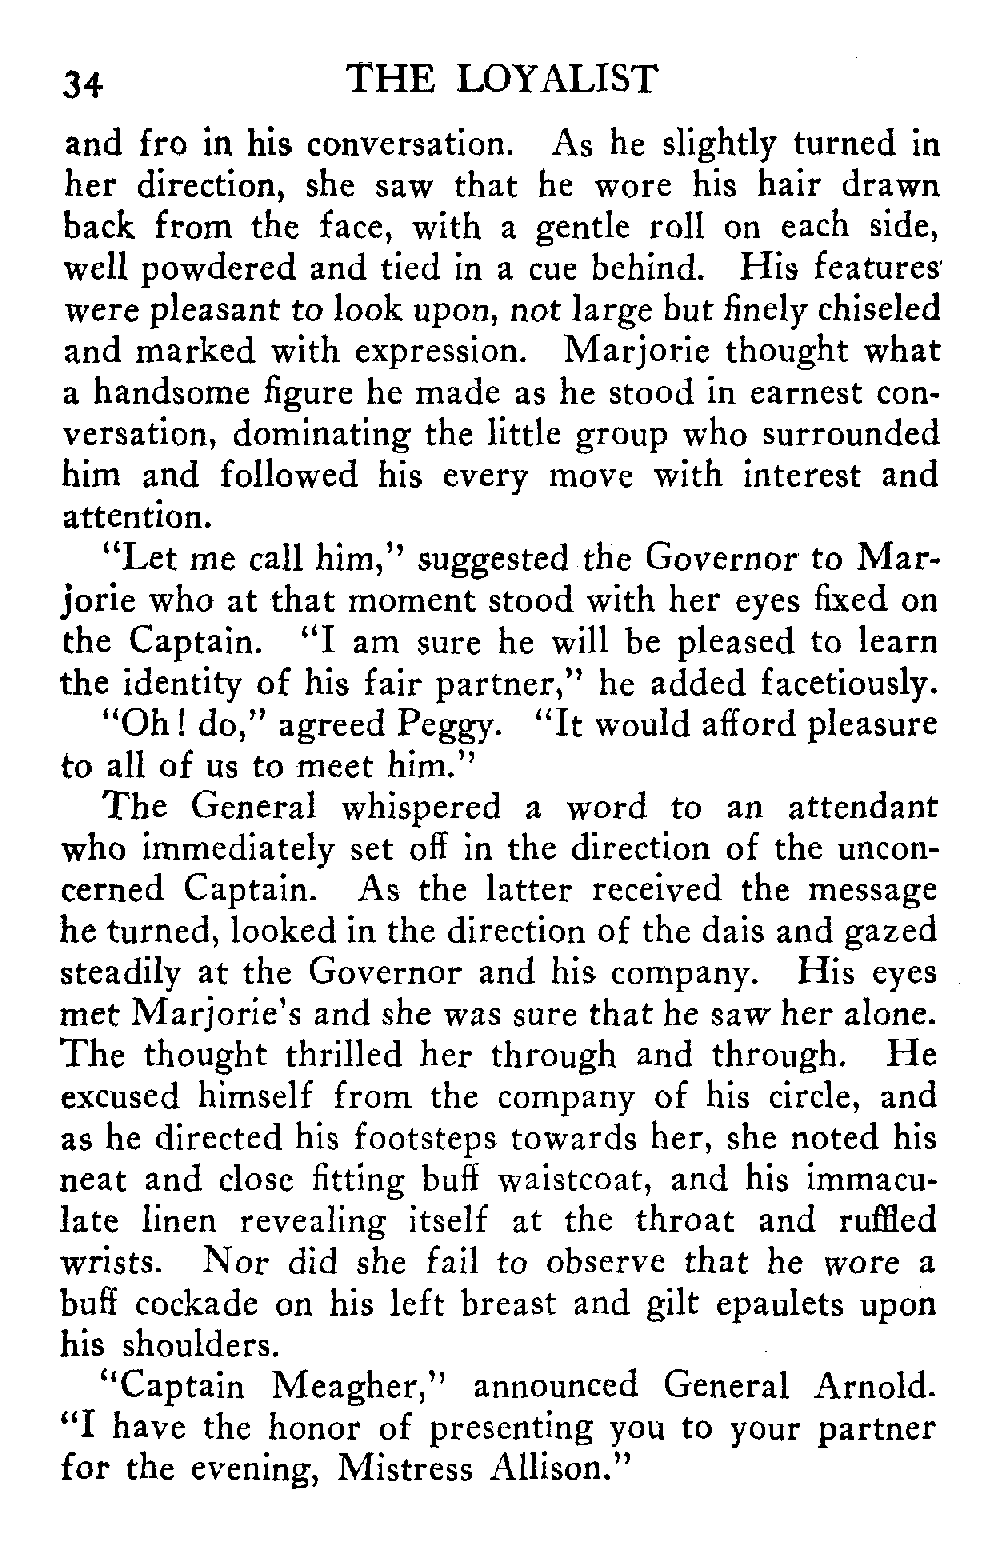 34 THE LOYALIST
and fro in his conversation. As he slightly turned in
her direction, she saw that he wore his hair drawn
back from the face, with a gentle roll on each side,
well powdered and tied in a cue behind. His features
were pleasant to look upon, not large but finely chiseled
and marked with expression. Marjorie thought what
a handsome figure he made as he stood in earnest con-
versation, dominating the little group who surrounded
him and followed his every move with interest and
attention.
"Let me call him," suggested the Governor to Mar-
jorie who at that moment stood with her eyes fixed on
the Captain. "I am sure he will be pleased to learn
the identity of his fair partner," he added facetiously.
"Oh! do," agreed Peggy. "It would afford pleasure
to all of us to meet him."
The General whispered a word to an attendant
who immediately set off in the direction of the uncon-
cerned Captain. As the latter received the message
he turned, looked in the direction of the dais and gazed
steadily at the Governor and his company. His eyes
met Marjorie's and she was sure that he saw her alone.
The thought thrilled her through and through. He
excused himself from the company of his circle, and
as he directed his footsteps towards her, she noted his
neat and close fitting buff waistcoat, and his immacu-
late linen revealing itself at the throat and ruffled
wrists. Nor did she fail to observe that he wore a
buff cockade on his left breast and gilt epaulets upon
his shoulders.
"Captain Meagher," announced General Arnold.
"I have the honor of presenting you to your partner
for the evening, Mistress Allison."